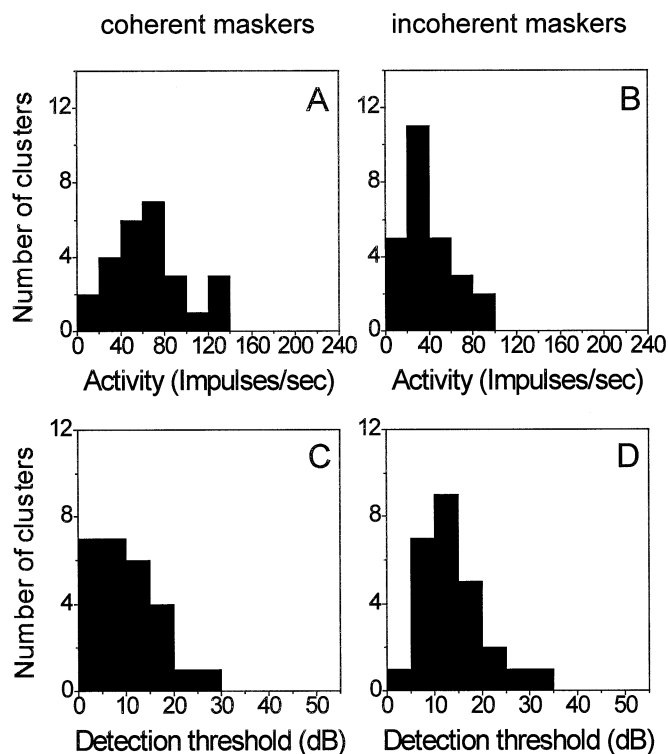 coherent maskers incoherent maskers
A B
Number of clusters
12
8
4
0
12
8
4
0
0 40 80 120 160 200 240 0 40 80 120 160 200 240
Activity (Impulses/sec) Activity (Impulses/sec)
C D
Number of clusters
12
8
4
0
12
8
4
0
0 10 20 30 40 50 0 10 20 30 40 50
Detection threshold (dB) Detection threshold (dB)